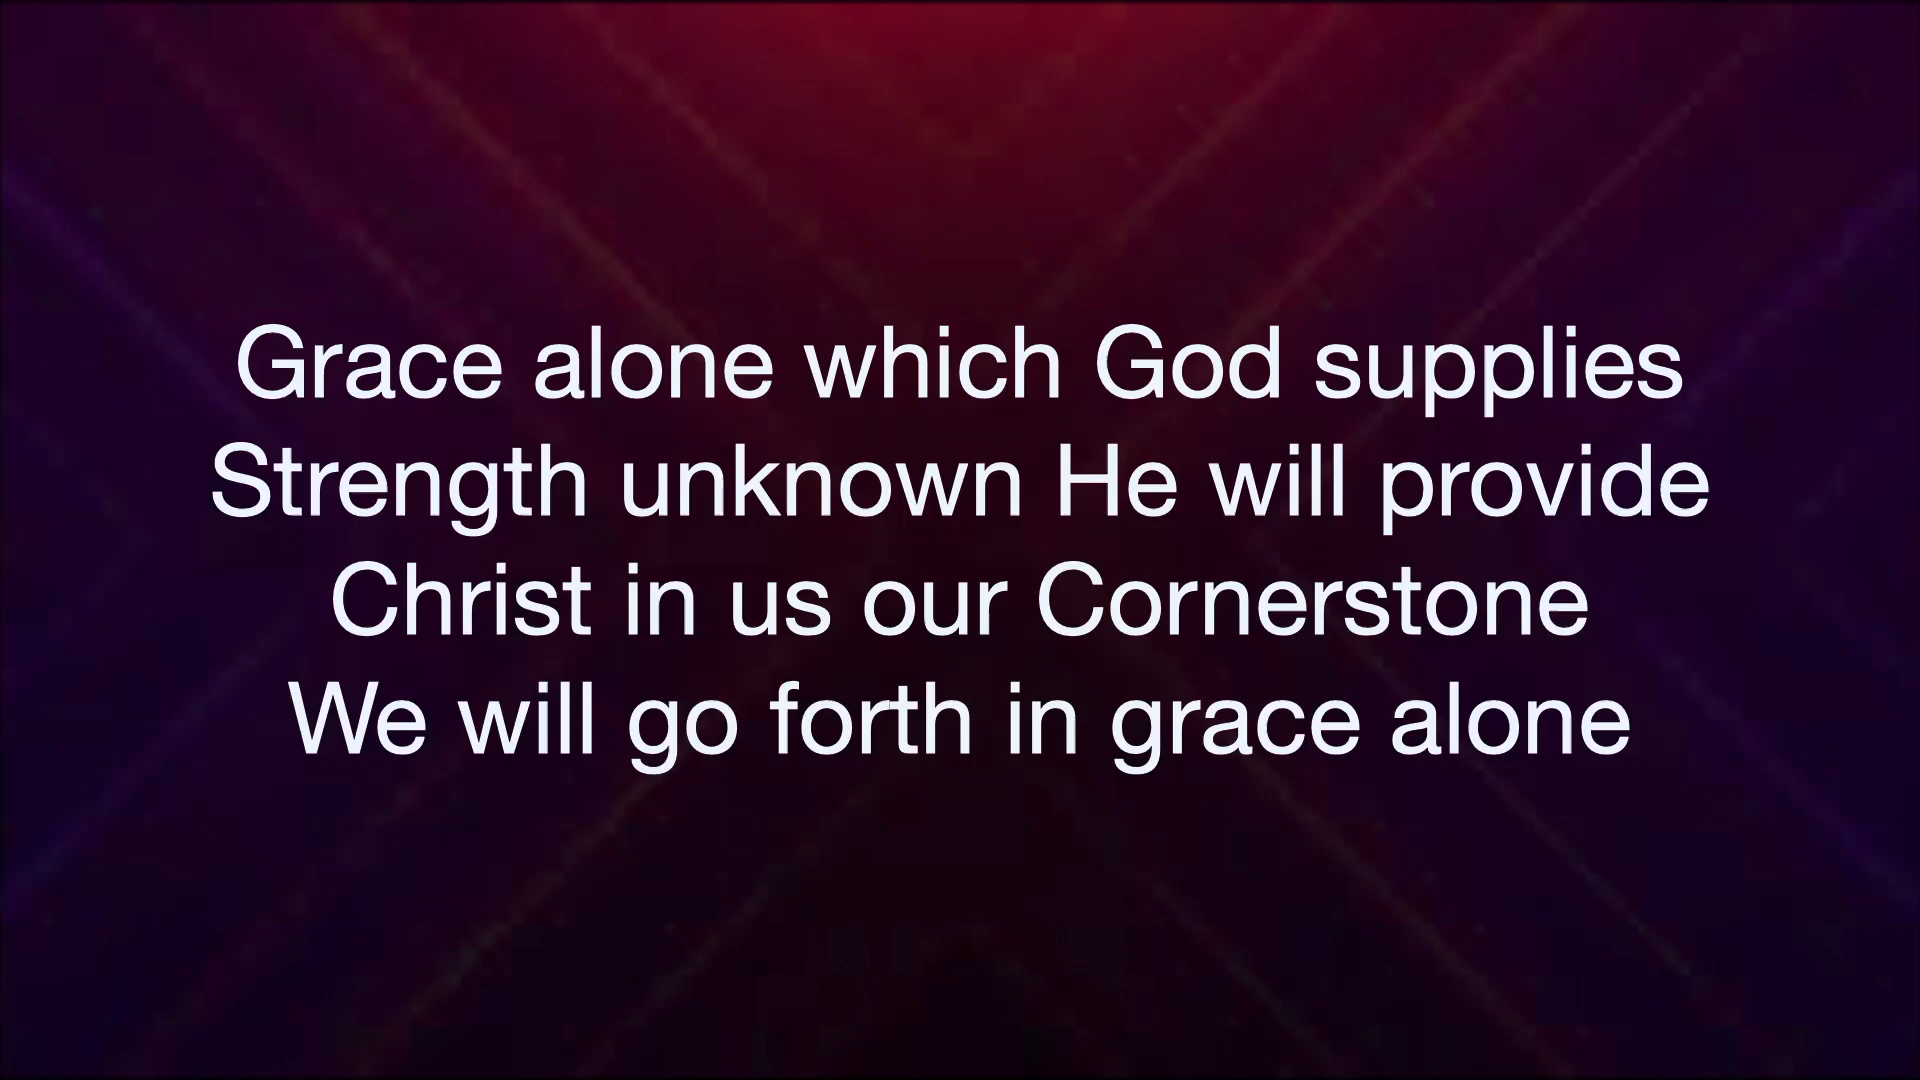 Grace alone which God supplies
Strength unknown He will provide
Christ in us our Cornerstone
We will go forth in grace alone